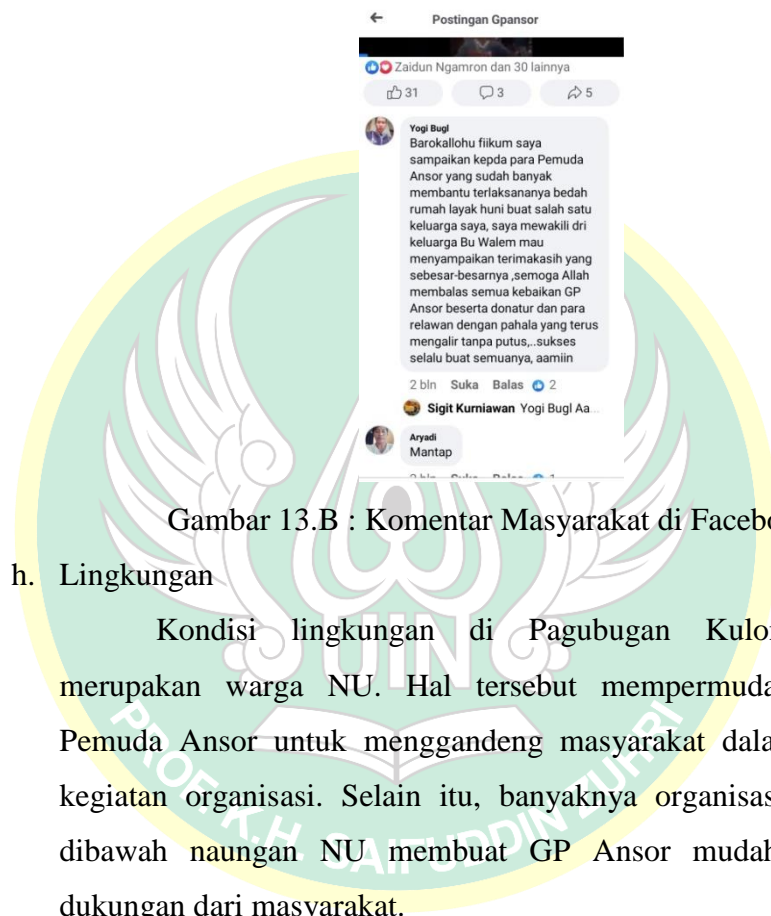 Postingan Gpansor
Zaidun Ngamron dan 30 lainnya
31 3 5
Yogi Bugl
Barokallohu fiikum saya
sampaikan kepda para Pemuda
Ansor yang sudah banyak
membantu terlaksananya bedah
rumah layak huni buat salah satu
keluarga saya, saya mewakili dri
keluarga Bu Walem mau
menyampaikan terimakasih yang
sebesar-besarnya ,semoga Allah
membalas semua kebaikan GP
Ansor beserta donatur dan para
relawan dengan pahala yang terus
mengalir tanpa putus,..sukses
selalu buat semuanya, aamiin
2 bln Suka Balas 2
Sigit Kurniawan Yogi Bugl Aa...
Aryadi
Mantap
Gambar 13.B : Komentar Masyarakat di Facebo
h. Lingkungan
Kondisi lingkungan di Pagubugan Kulo
merupakan warga NU. Hal tersebut mempermuda
Pemuda Ansor untuk menggandeng masyarakat dala
kegiatan organisasi. Selain itu, banyaknya organisas
dibawah naungan NU membuat GP Ansor mudah
dukungan dari masyarakat.
UIN
PROF. K.H. SAIFUDDIN ZUHRI